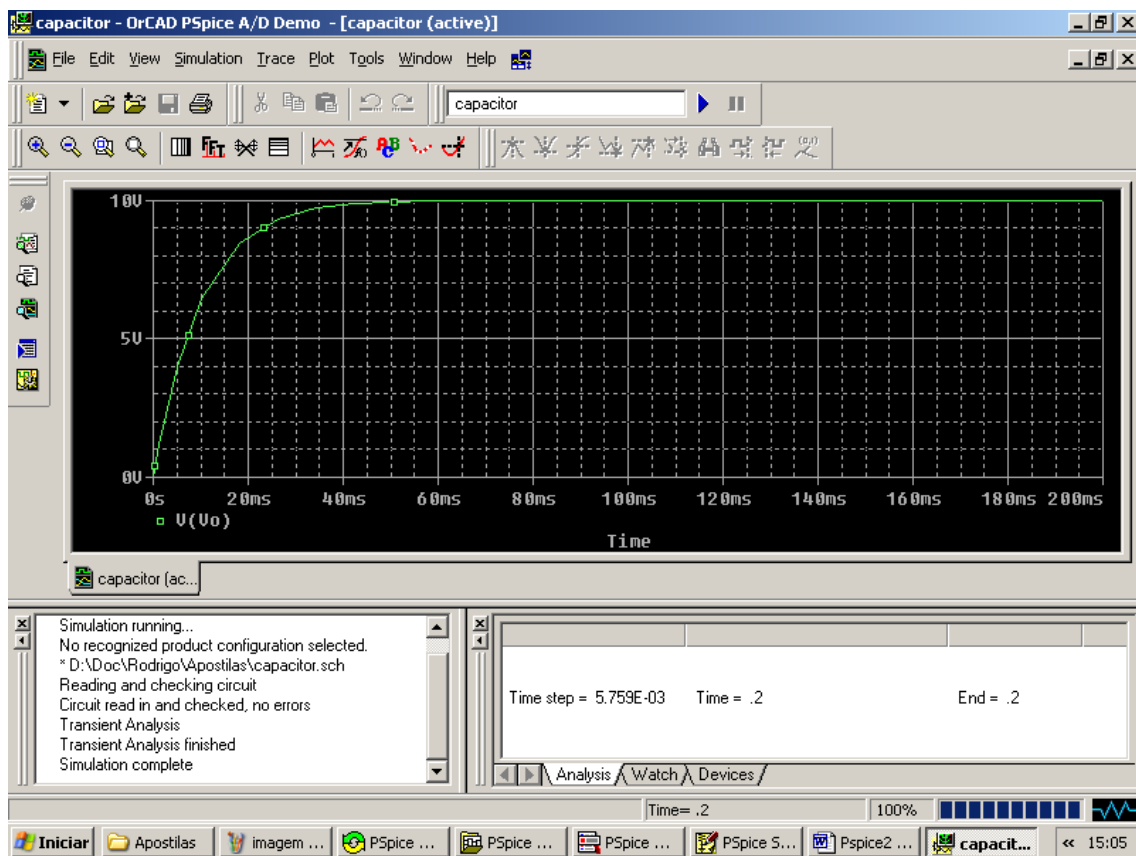 capacitor - OrCAD PSpice A/D Demo - [capacitor (active)]
File Edit View Simulation Trace Plot Tools Window Help
capacitor
FFT
10V
5V
0V
0s 20ms 40ms 60ms 80ms 100ms 120ms 140ms 160ms 180ms 200ms
V(Vo)
Time
capacitor (ac...
Simulation running...
No recognized product configuration selected.
* D:\Doc\Rodrigo\Apostilas\capacitor.sch
Reading and checking circuit
Circuit read in and checked, no errors
Transient Analysis
Transient Analysis finished
Simulation complete
Time step = 5.759E-03 Time = .2 End = .2
Analysis Watch Devices
Time= .2 100%
Iniciar Apostilas imagem ... PSpice ... PSpice ... PSpice ... PSpice S... Pspice2 ... capacit... « 15:05